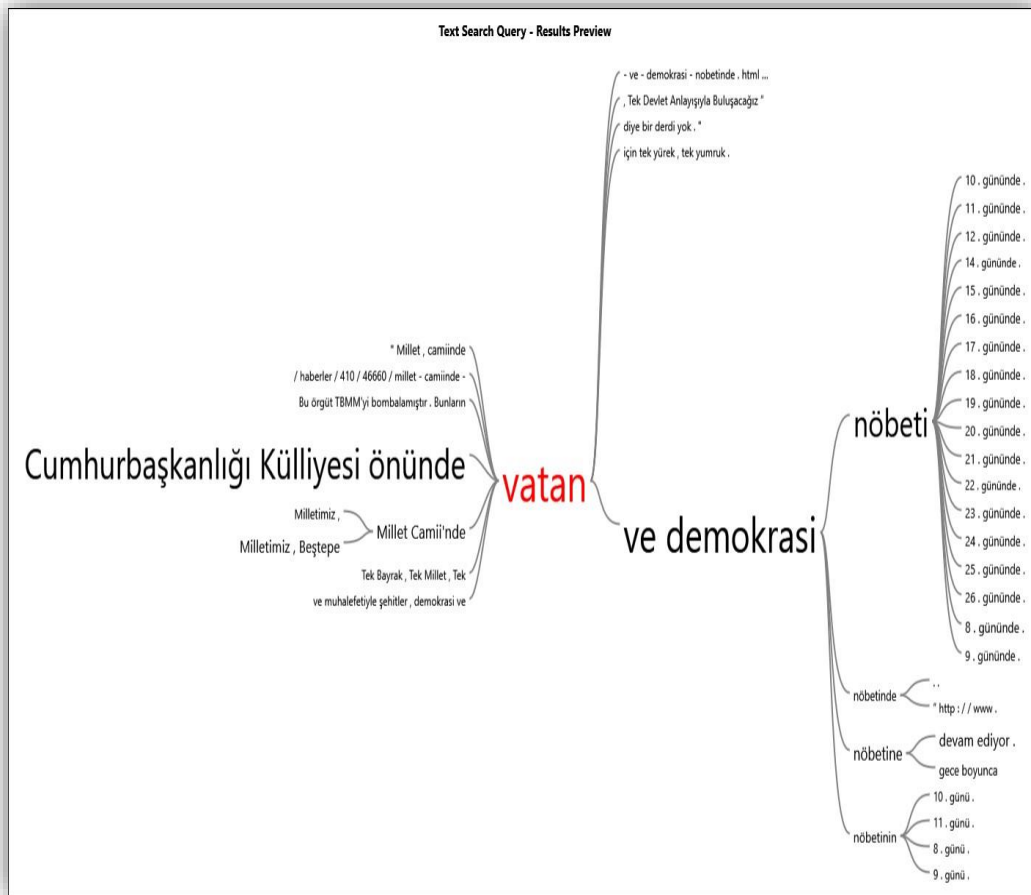 Text Search Query - Results Preview
- ve - demokrasi - nobetinde . html ...
, Tek Devlet Anlayışıyla Buluşacağız "
diye bir derdi yok . "
için tek yürek , tek yumruk .
" Millet , camiinde
/ haberler / 410 / 46660 / millet - camiinde -
Bu örgüt TBMM'yi bombalamıştır . Bunların
Cumhurbaşkanlığı Külliyesi önünde
Milletimiz ,
Milletimiz , Beştepe
Millet Camii'nde
Tek Bayrak , Tek Millet , Tek
ve muhalefetiyle şehitler , demokrasi ve
vatan
ve demokrasi
nöbeti
10 . gününde .
11 . gününde .
12 . gününde .
14 . gününde .
15 . gününde .
16 . gününde .
17 . gününde .
18 . gününde .
19 . gününde .
20 . gününde .
21 . gününde .
22 . gününde .
23 . gününde .
24 . gününde .
25 . gününde .
26 . gününde .
8 . gününde .
9 . gününde .
nöbetinde
. .
" http : / / www .
nöbetine
devam ediyor .
gece boyunca
nöbetinin
10 . günü .
11 . günü .
8 . günü .
9 . günü .